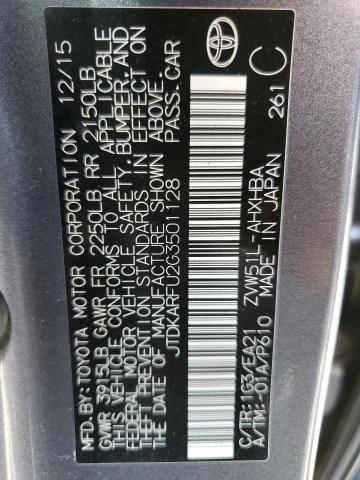 MFD.BY:TOYOTA MOTOR CORPORATION 12/15
GVWR 3915LB GAWR FR 2250LB RR 2150LB
THIS VEHICLE CONFORMS TO ALL APPLICABLE
FEDERAL MOTOR VEHICLE SAFETY, BUMPER, AND
THEFT PREVENTION STANDARDS IN EFFECT ON
THE DATE OF MANUFACTURE SHOWN ABOVE.
JTDKARFU2G3501128 PASS.CAR
C/TR:1G3/EA21 ZVW51L-AHXHBA
A/TM:-01A/P610 MADE IN JAPAN
261
C